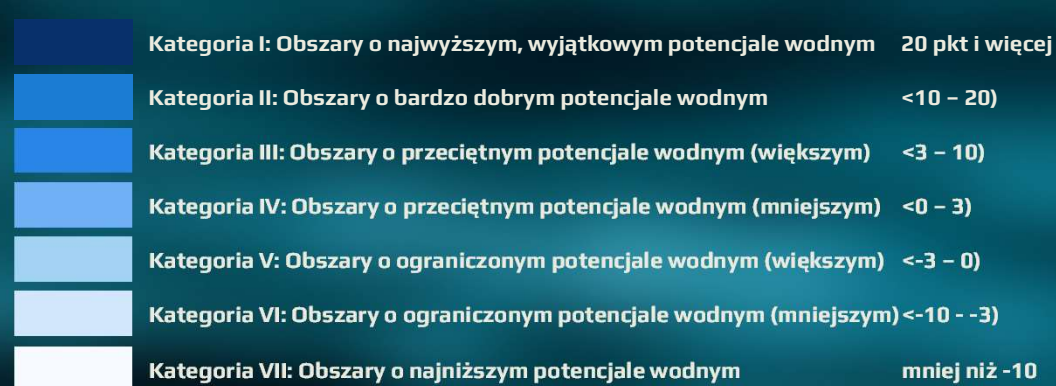 Kategoria I: Obszary o najwyższym, wyjątkowym potencjale wodnym 20 pkt i więcej
Kategoria II: Obszary o bardzo dobrym potencjale wodnym <10 – 20)
Kategoria III: Obszary o przeciętnym potencjale wodnym (większym) <3 – 10)
Kategoria IV: Obszary o przeciętnym potencjale wodnym (mniejszym) <0 – 3)
Kategoria V: Obszary o ograniczonym potencjale wodnym (większym) <-3 – 0)
Kategoria VI: Obszary o ograniczonym potencjale wodnym (mniejszym) <-10 - -3)
Kategoria VII: Obszary o najniższym potencjale wodnym mniej niż -10